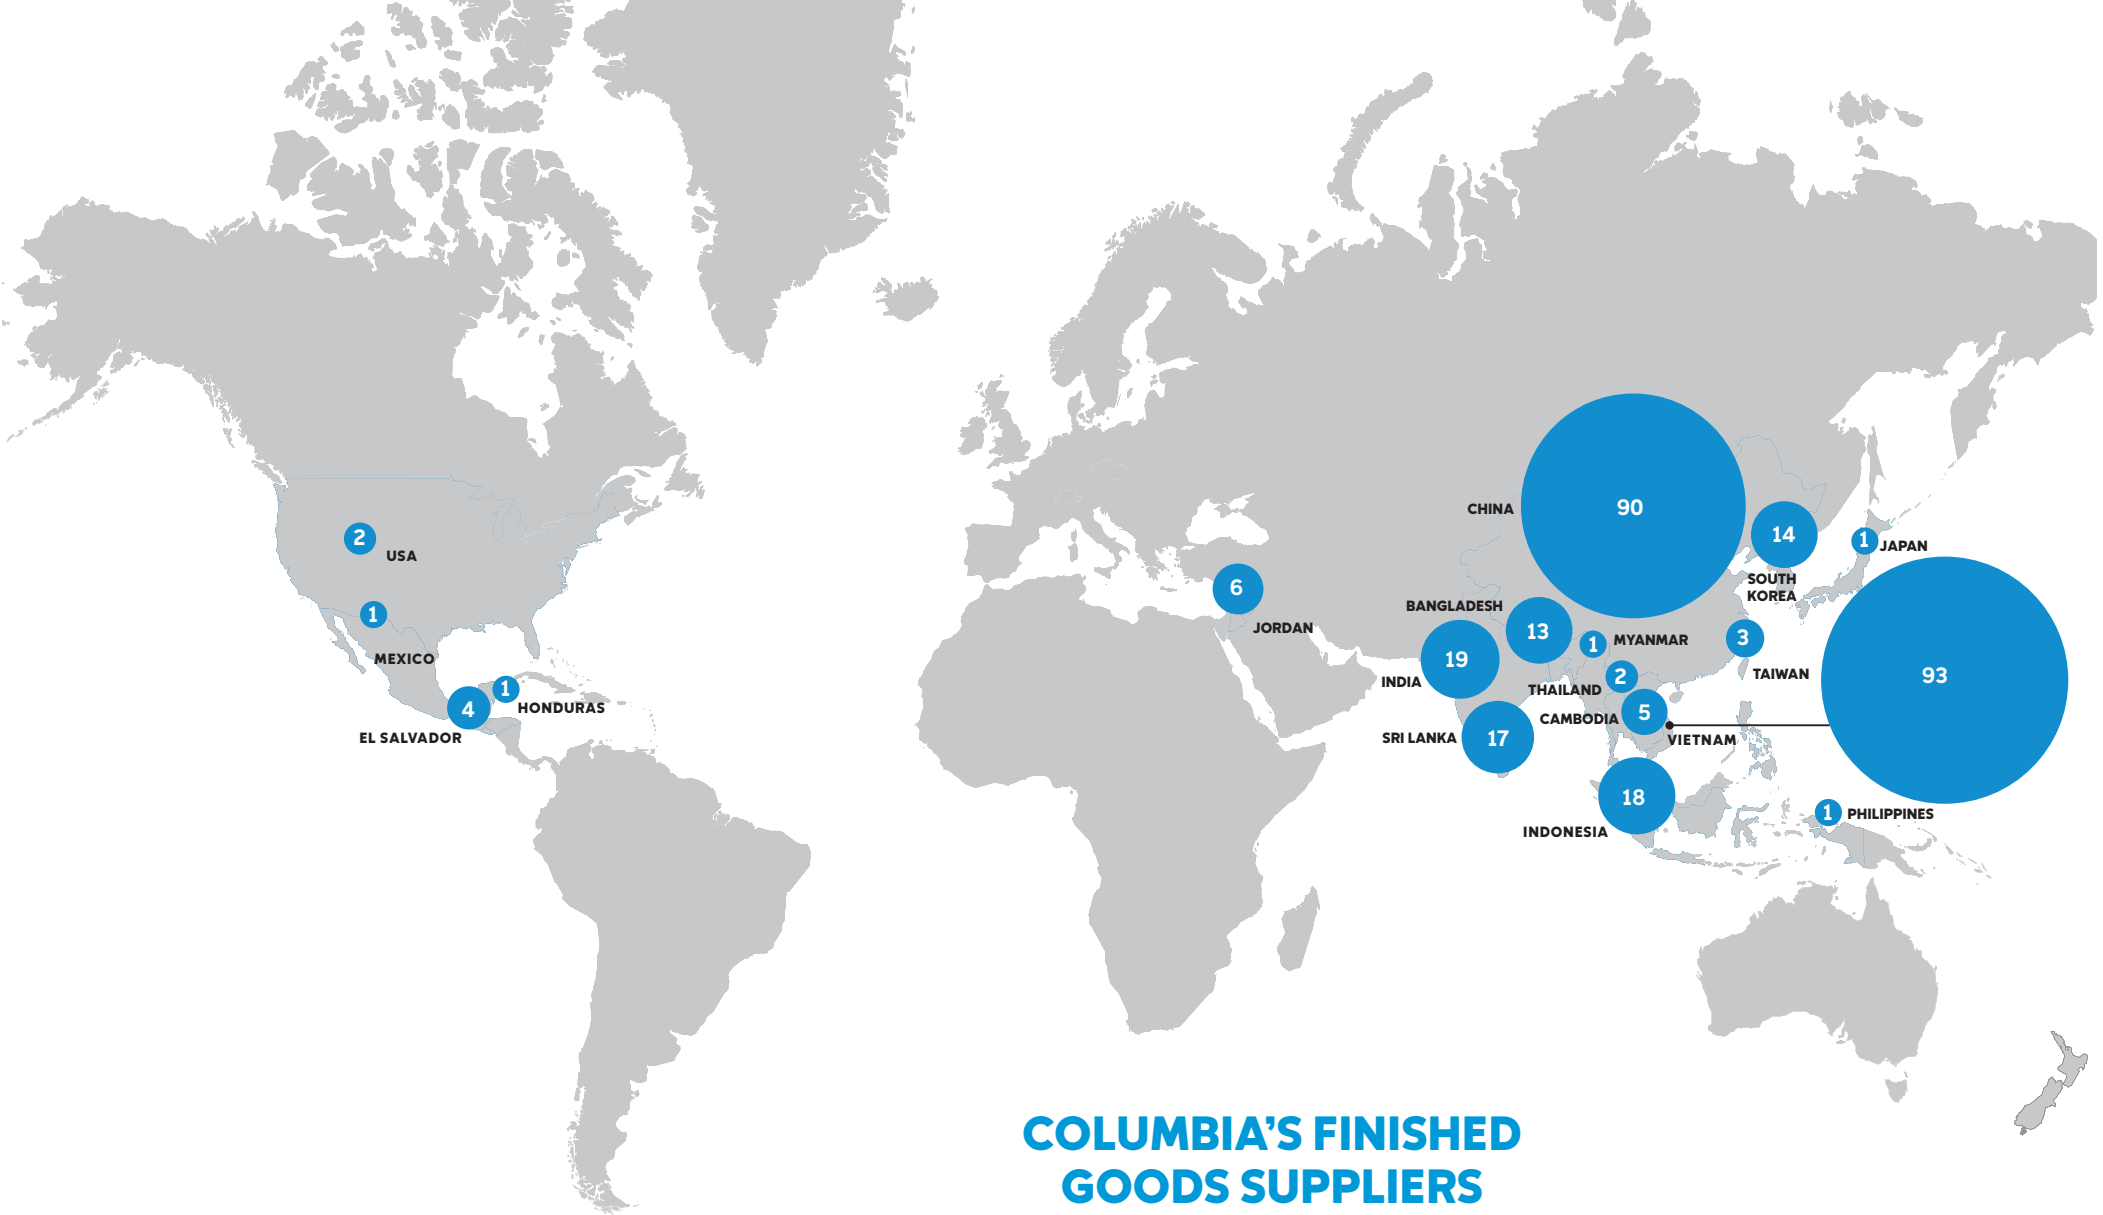 2
USA
1
MEXICO
1
HONDURAS
4
EL SALVADOR
6
JORDAN
CHINA
90
14
SOUTH
KOREA
1
JAPAN
BANGLADESH
13
1
MYANMAR
3
TAIWAN
19
INDIA
2
THAILAND
5
CAMBODIA
VIETNAM
93
17
SRI LANKA
18
INDONESIA
1
PHILIPPINES
COLUMBIA’S FINISHED
GOODS SUPPLIERS